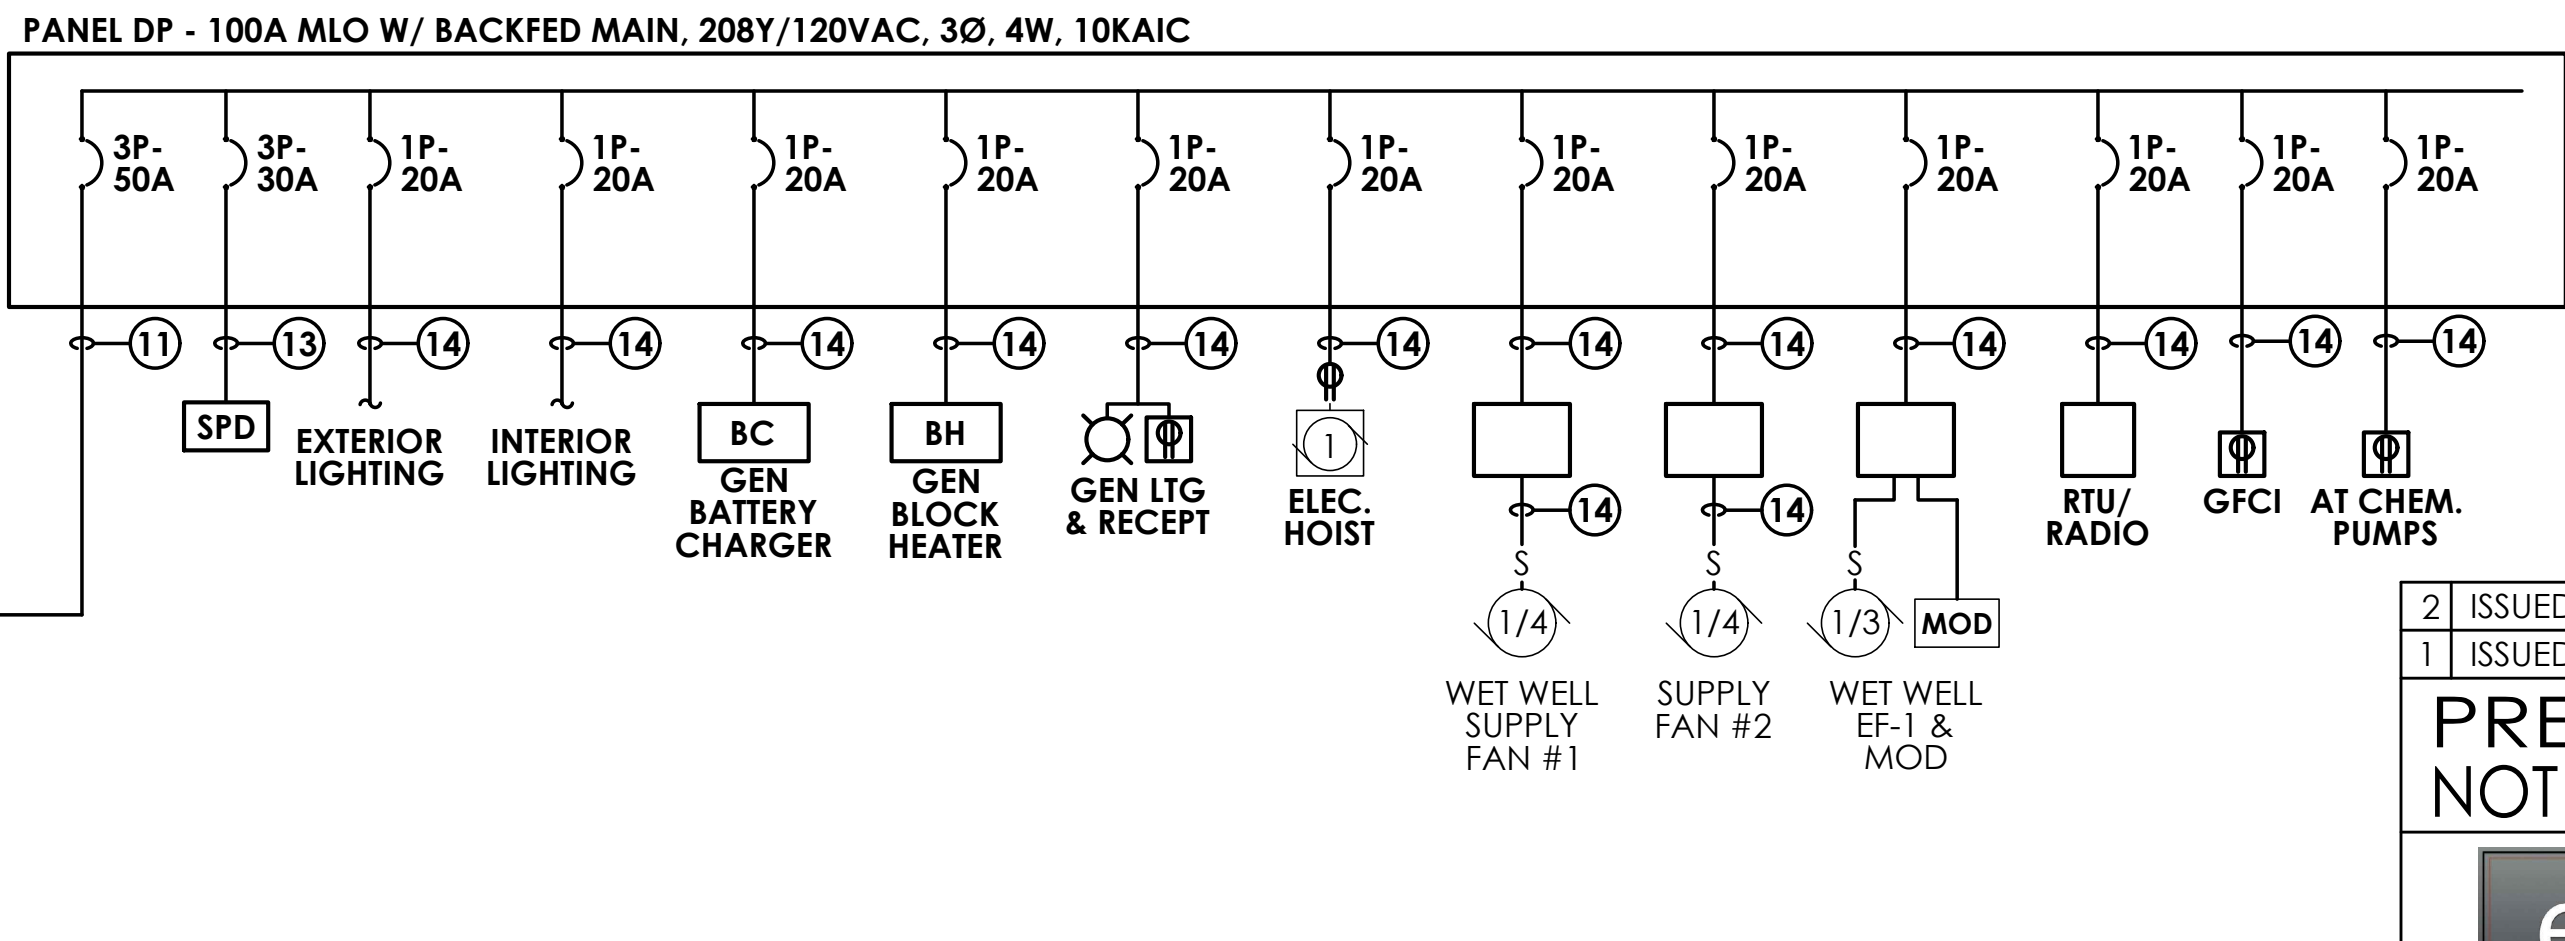 PANEL DP - 100A MLO W/ BACKFED MAIN, 208Y/120VAC, 3Ø, 4W, 10KAIC
3P-
50A
3P-
30A
1P-
20A
1P-
20A
1P-
20A
1P-
20A
1P-
20A
1P-
20A
1P-
20A
1P-
20A
1P-
20A
1P-
20A
1P-
20A
1P-
20A
11
13
14
14
14
14
14
14
14
14
14
14
14
14
SPD
EXTERIOR
LIGHTING
INTERIOR
LIGHTING
BC
GEN
BATTERY
CHARGER
BH
GEN
BLOCK
HEATER
GEN LTG
& RECEPT
1
ELEC.
HOIST
14
S
1/4
WET WELL
SUPPLY
FAN #1
14
S
1/4
SUPPLY
FAN #2
S
1/3
MOD
WET WELL
EF-1 &
MOD
RTU/
RADIO
GFCI
AT CHEM.
PUMPS
2 ISSUED
1 ISSUED
PRE
NOT
e